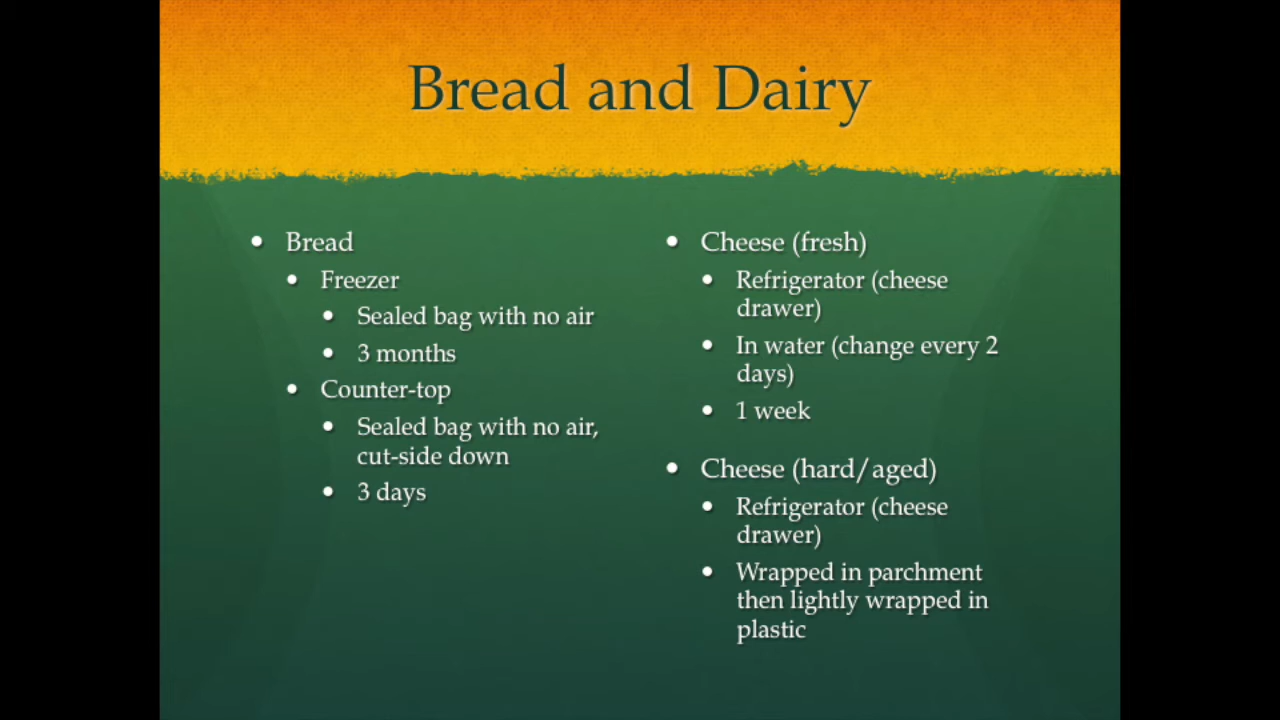 Bread and Dairy
• Bread
• Freezer
• Sealed bag with no air
• 3 months
• Counter-top
• Sealed bag with no air,
cut-side down
• 3 days
• Cheese (fresh)
• Refrigerator (cheese
drawer)
• In water (change every 2
days)
• 1 week
• Cheese (hard/aged)
• Refrigerator (cheese
drawer)
• Wrapped in parchment
then lightly wrapped in
plastic